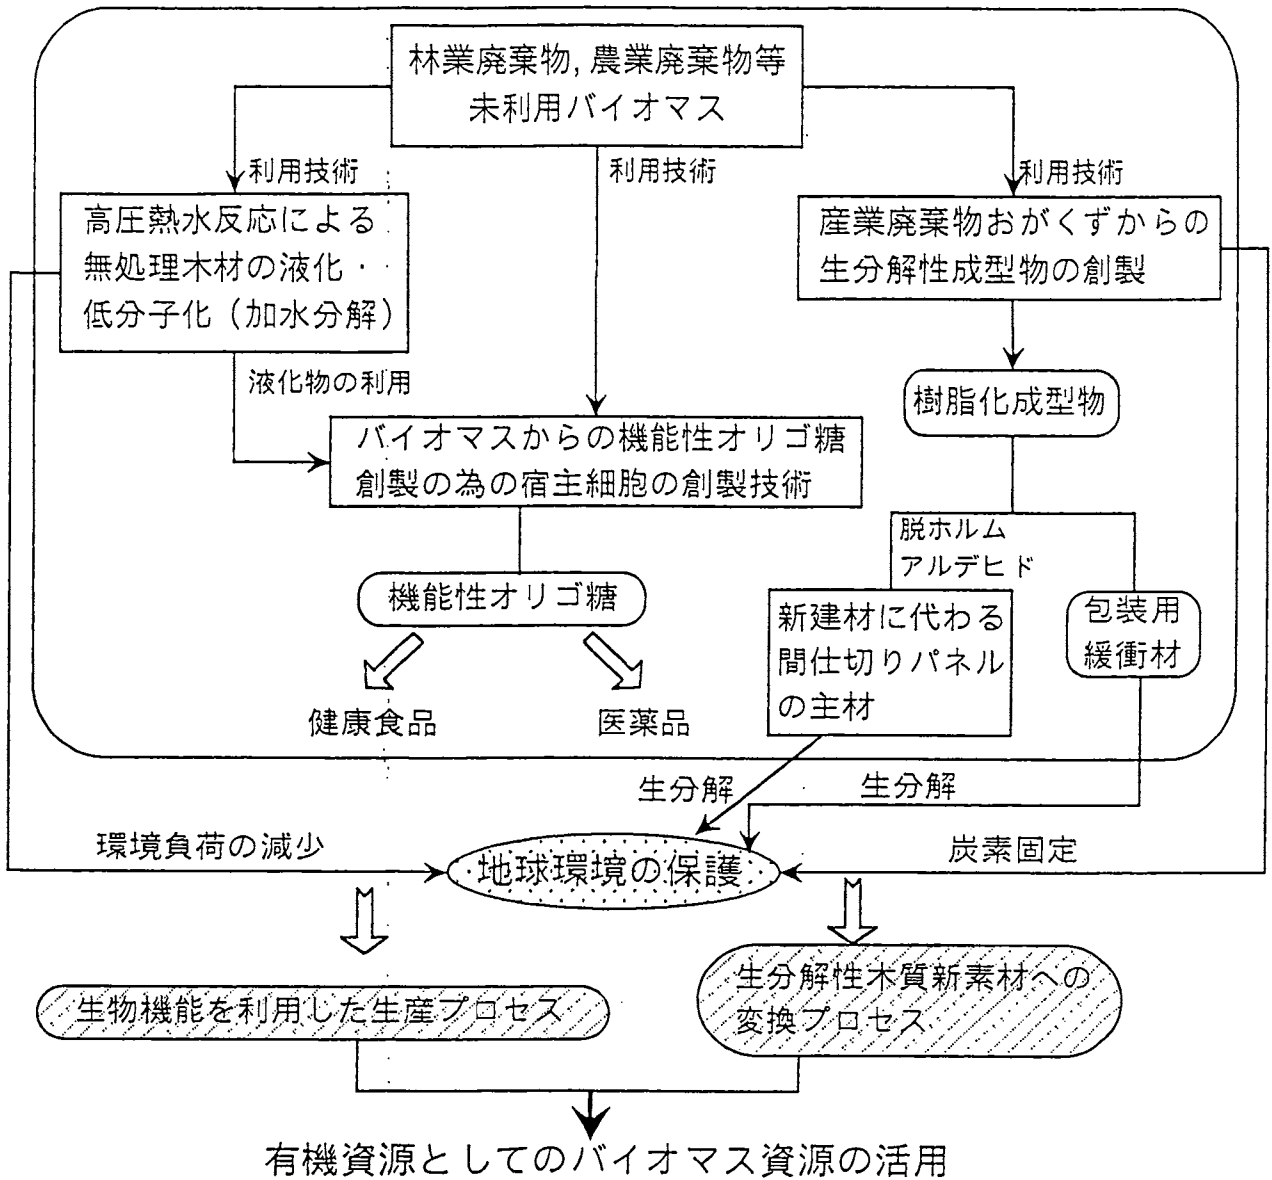 林業廃棄物, 農業廃棄物等
未利用バイオマス
利用技術
利用技術
利用技術
高圧熱水反応による
無処理木材の液化・
低分子化（加水分解）
産業廃棄物おがくずからの
生分解性成型物の創製
液化物の利用
樹脂化成型物
バイオマスからの機能性オリゴ糖
創製の為の宿主細胞の創製技術
脱ホルム
アルデヒド
機能性オリゴ糖
新建材に代わる
間仕切りパネル
の主材
包装用
緩衝材
健康食品
医薬品
生分解
生分解
環境負荷の減少
地球環境の保護
炭素固定
生物機能を利用した生産プロセス
生分解性木質新素材への
変換プロセス
有機資源としてのバイオマス資源の活用